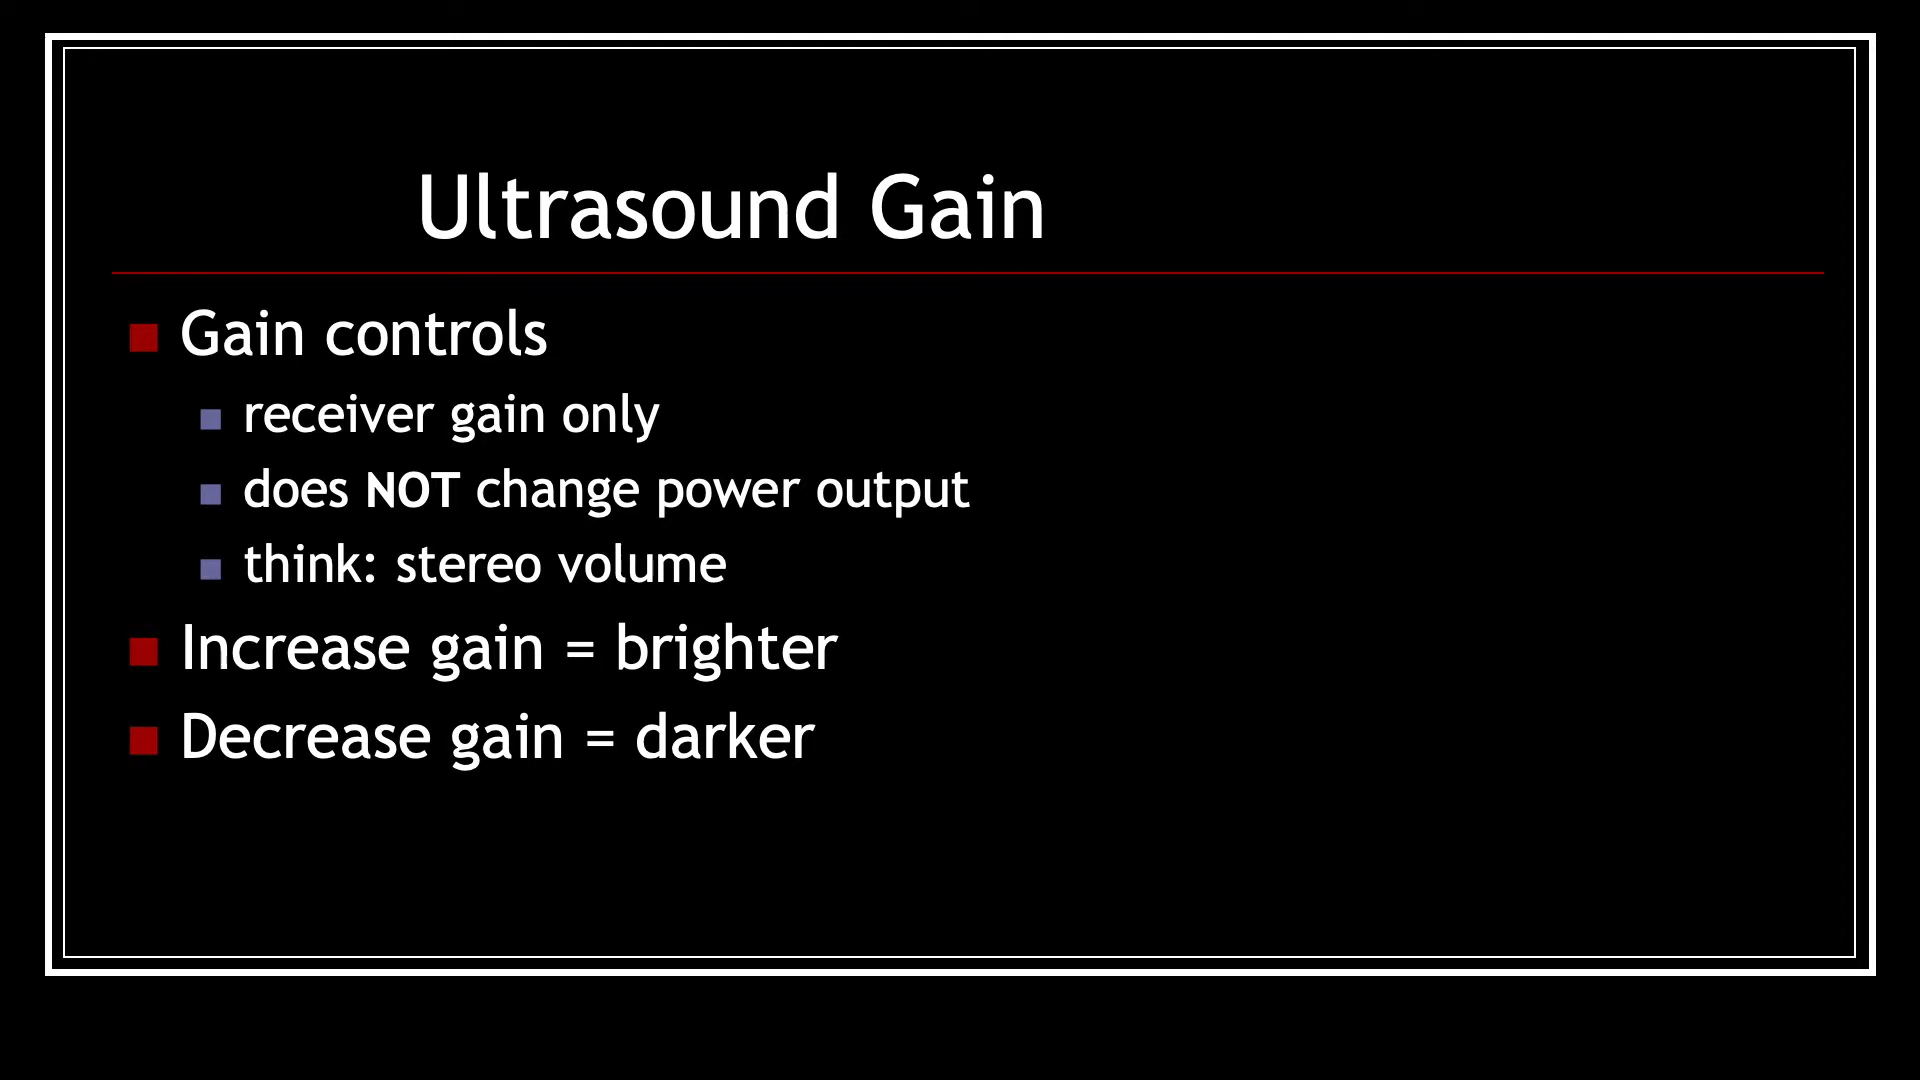 Ultrasound Gain
Gain controls
receiver gain only
does NOT change power output
think: stereo volume
Increase gain = brighter
Decrease gain = darker